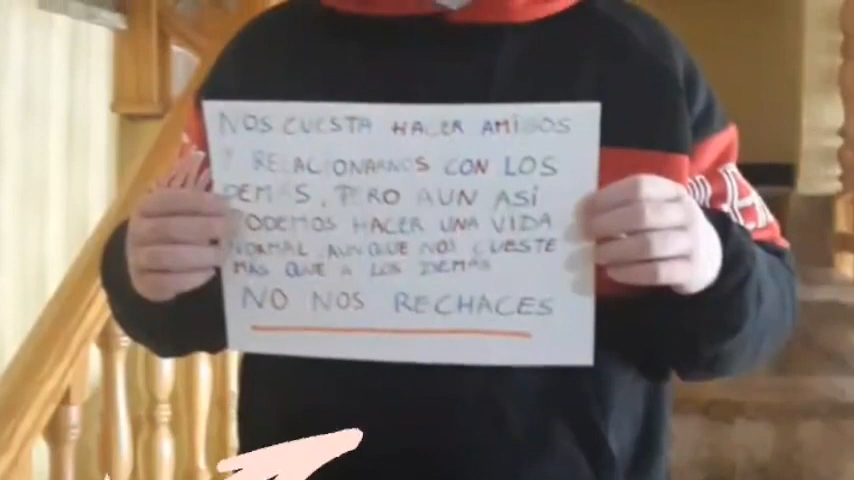 NOS CUESTA HACER AMIGOS
Y RELACIONARNOS CON LOS
DEMAS, PERO AUN ASÍ
PODEMOS HACER UNA VIDA
NORMAL, AUNQUE NOS CUESTE
MAS QUE A LOS DEMAS
NO NOS RECHACES